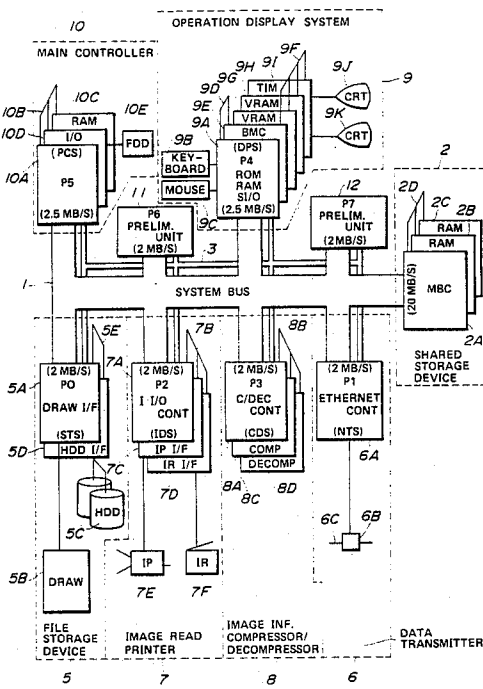 OPERATION DISPLAY SYSTEM
10
MAIN CONTROLLER
9F
9H
9I
9G
9D
9E
9A
9J
9
10B
10C
10D
10E
10A
TIM
VRAM
VRAM
BMC
(DPS)
P4
ROM
RAM
SI/O
(2.5 MB/S)
CRT
9K
CRT
RAM
I/O
(PCS)
P5
(2.5 MB/S)
FDD
9B
KEY-
BOARD
MOUSE
9C
11
P6
PRELIM.
UNIT
(2 MB/S)
12
P7
PRELIM.
UNIT
(2 MB/S)
3
2
2D
2C
2B
RAM
RAM
MBC
(20 MB/S)
2A
SHARED
STORAGE
DEVICE
1
SYSTEM BUS
5E
5A
(2 MB/S)
P0
DRAW I/F
(STS)
5D
HDD I/F
7C
5C
HDD
5B
DRAW
7B
7A
(2 MB/S)
P2
I I/O
CONT
(IDS)
IP I/F
IR I/F
7D
IP
7E
IR
7F
8B
(2 MB/S)
P3
C/DEC
CONT
(CDS)
COMP
DECOMP
8A
8C
8D
(2 MB/S)
P1
ETHERNET
CONT
(NTS)
6A
6C
6B
FILE
STORAGE
DEVICE
IMAGE READ
PRINTER
IMAGE INF.
COMPRESSOR/
DECOMPRESSOR
DATA
TRANSMITTER
5
7
8
6